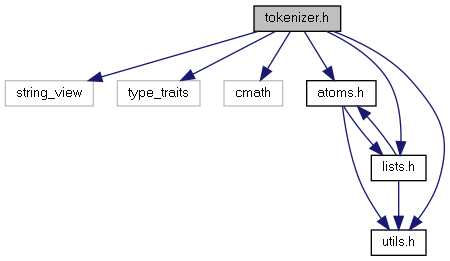 tokenizer.h
string_view
type_traits
cmath
atoms.h
lists.h
utils.h